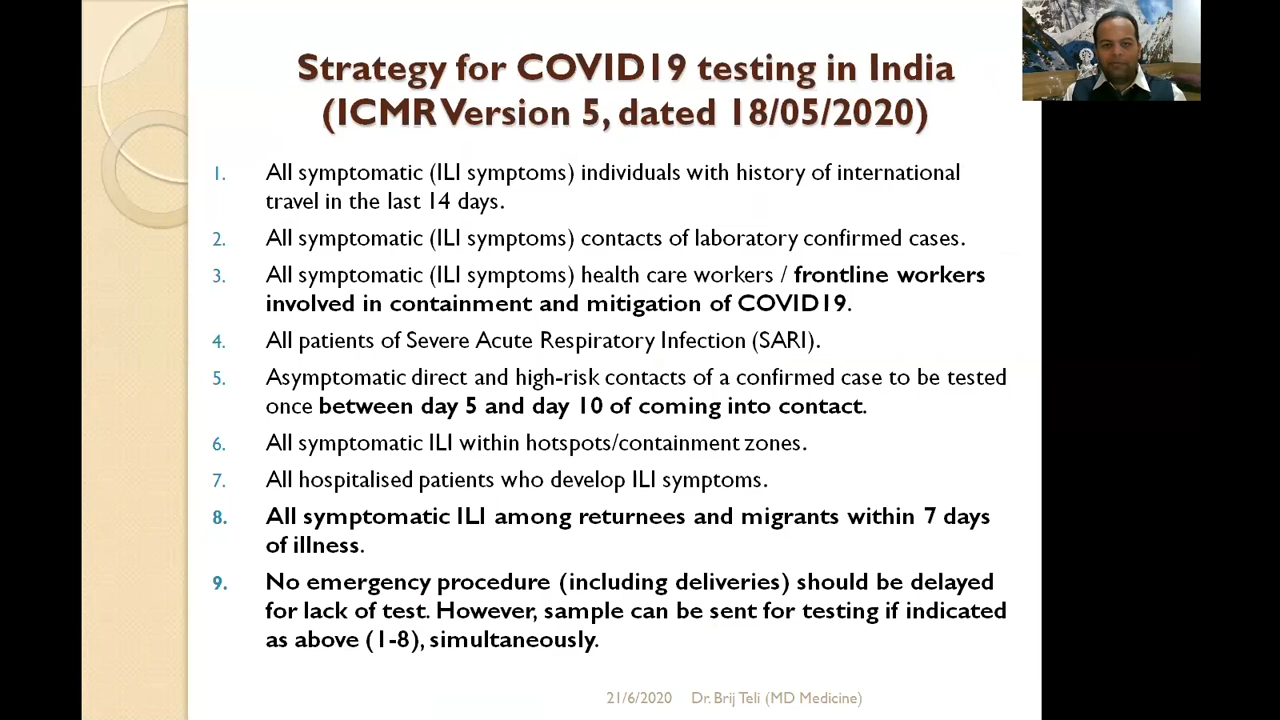 Strategy for COVID19 testing in India
(ICMR Version 5, dated 18/05/2020)
1. All symptomatic (ILI symptoms) individuals with history of international
travel in the last 14 days.
2. All symptomatic (ILI symptoms) contacts of laboratory confirmed cases.
3. All symptomatic (ILI symptoms) health care workers / frontline workers
involved in containment and mitigation of COVID19.
4. All patients of Severe Acute Respiratory Infection (SARI).
5. Asymptomatic direct and high-risk contacts of a confirmed case to be tested
once between day 5 and day 10 of coming into contact.
6. All symptomatic ILI within hotspots/containment zones.
7. All hospitalised patients who develop ILI symptoms.
8. All symptomatic ILI among returnees and migrants within 7 days
of illness.
9. No emergency procedure (including deliveries) should be delayed
for lack of test. However, sample can be sent for testing if indicated
as above (1-8), simultaneously.
21/6/2020 Dr. Brij Teli (MD Medicine)